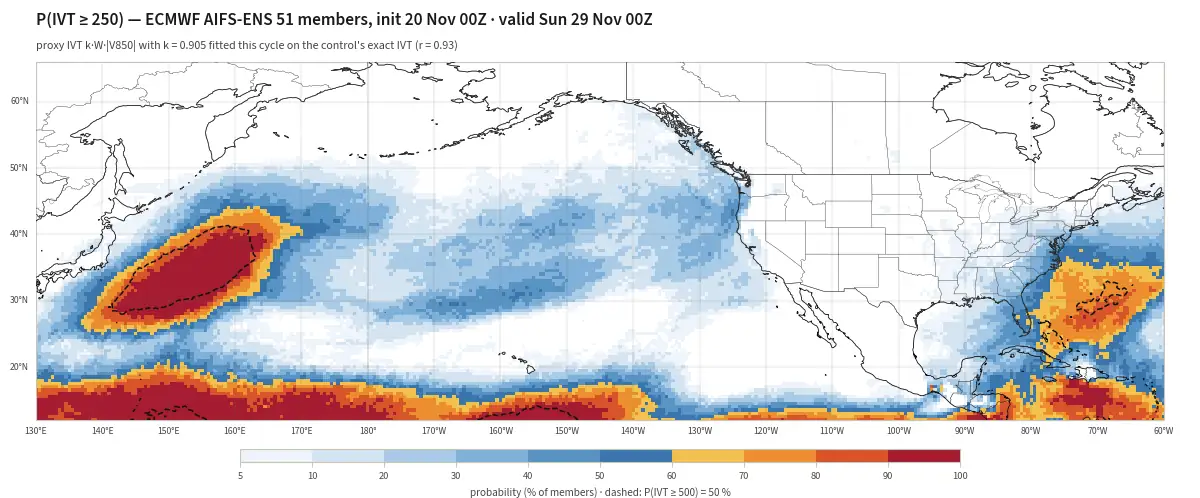 P(IVT ≥ 250) — ECMWF AIFS-ENS 51 members, init 20 Nov 00Z · valid Sun 29 Nov 00Z
proxy IVT k·W·|V850| with k = 0.905 fitted this cycle on the control's exact IVT (r = 0.93)
60°N
50°N
40°N
30°N
20°N
130°E 140°E 150°E 160°E 170°E 180° 170°W 160°W 150°W 140°W 130°W 120°W 110°W 100°W 90°W 80°W 70°W 60°W
5 10 20 30 40 50 60 70 80 90 100
probability (% of members) · dashed: P(IVT ≥ 500) = 50 %